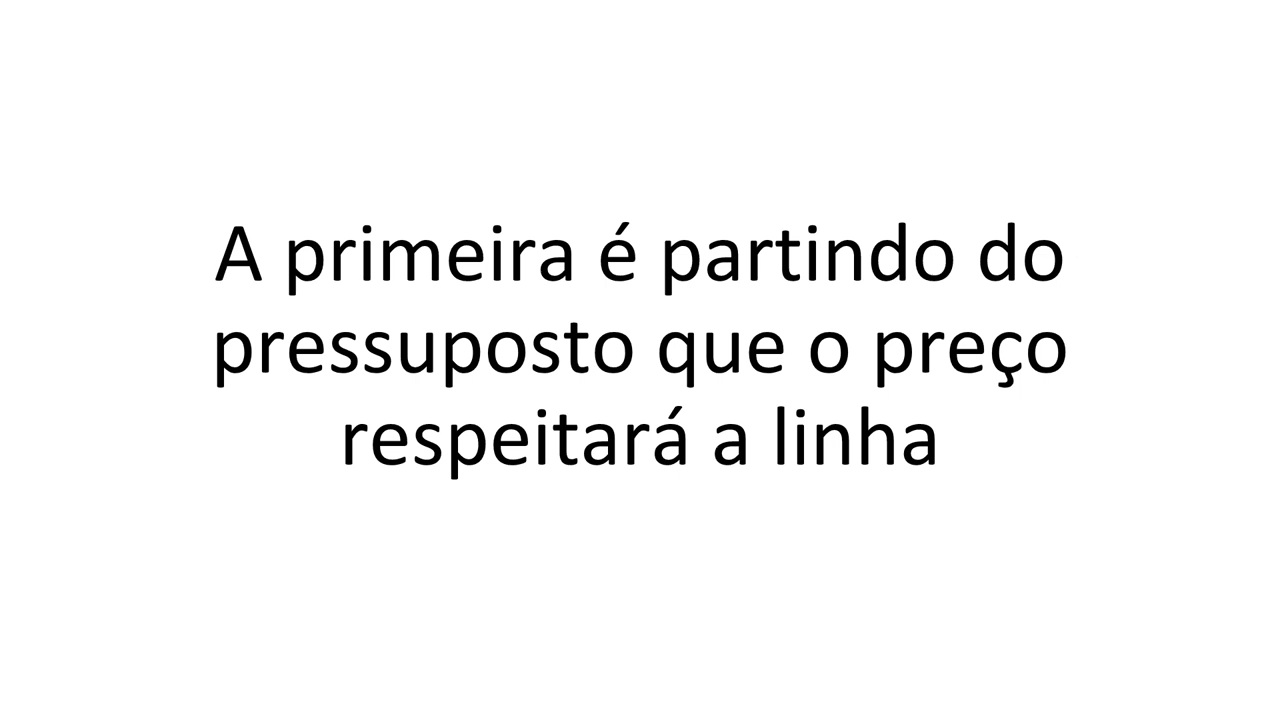 A primeira é partindo do
pressuposto que o preço
respeitará a linha